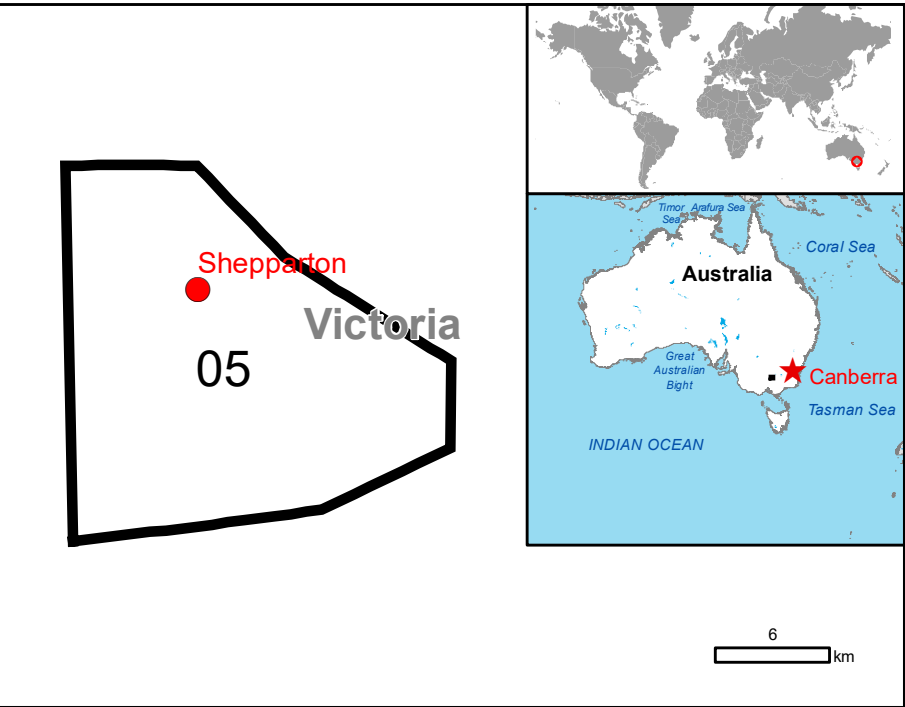 Shepparton
Victoria
05
Timor Sea
Arafura Sea
Coral Sea
Australia
Great
Australian
Bight
Canberra
Tasman Sea
INDIAN OCEAN
6
km